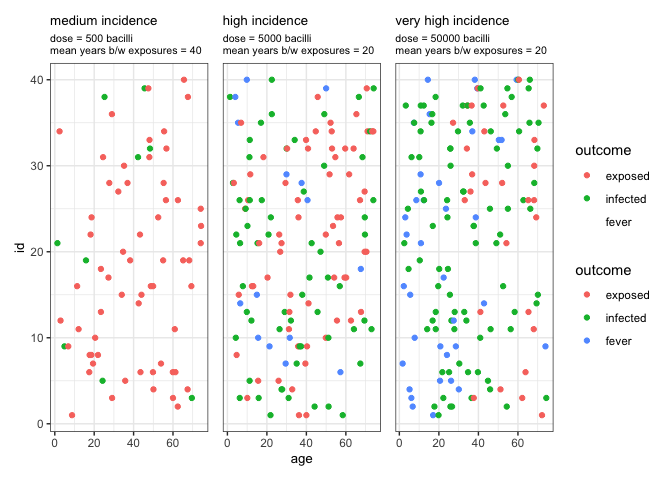 medium incidence
dose = 500 bacilli
mean years b/w exposures = 40
high incidence
dose = 5000 bacilli
mean years b/w exposures = 20
very high incidence
dose = 50000 bacilli
mean years b/w exposures = 20
40
30
20
10
0
id
0 20 40 60
0 20 40 60
0 20 40 60
age
outcome
exposed
infected
fever
outcome
exposed
infected
fever